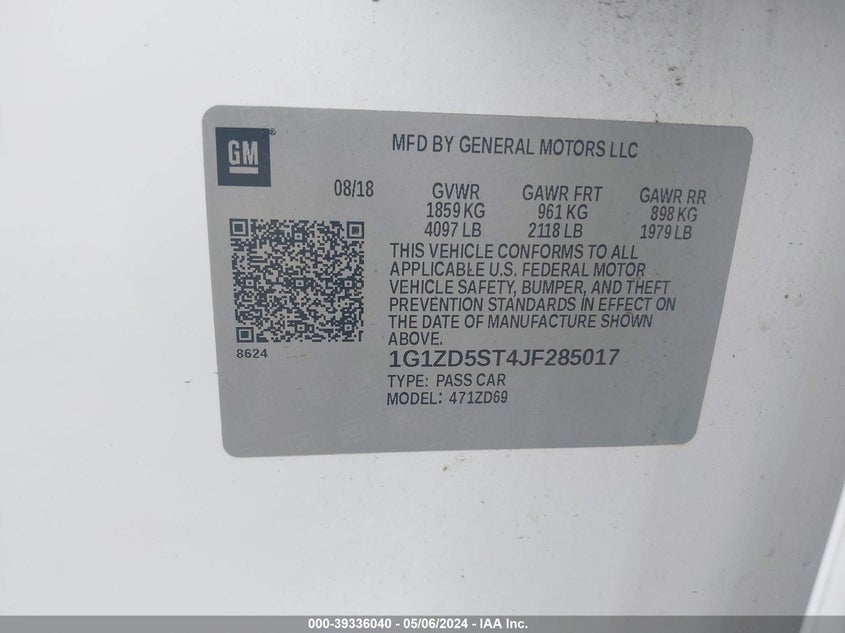 GM
MFD BY GENERAL MOTORS LLC
08/18 GVWR GAWR FRT GAWR RR
1859 KG 961 KG 898 KG
4097 LB 2118 LB 1979 LB
THIS VEHICLE CONFORMS TO ALL
APPLICABLE U.S. FEDERAL MOTOR
VEHICLE SAFETY, BUMPER, AND THEFT
PREVENTION STANDARDS IN EFFECT ON
THE DATE OF MANUFACTURE SHOWN
ABOVE.
8624
1G1ZD5ST4JF285017
TYPE: PASS CAR
MODEL: 471ZD69
000-39336040 - 05/06/2024 - IAA Inc.